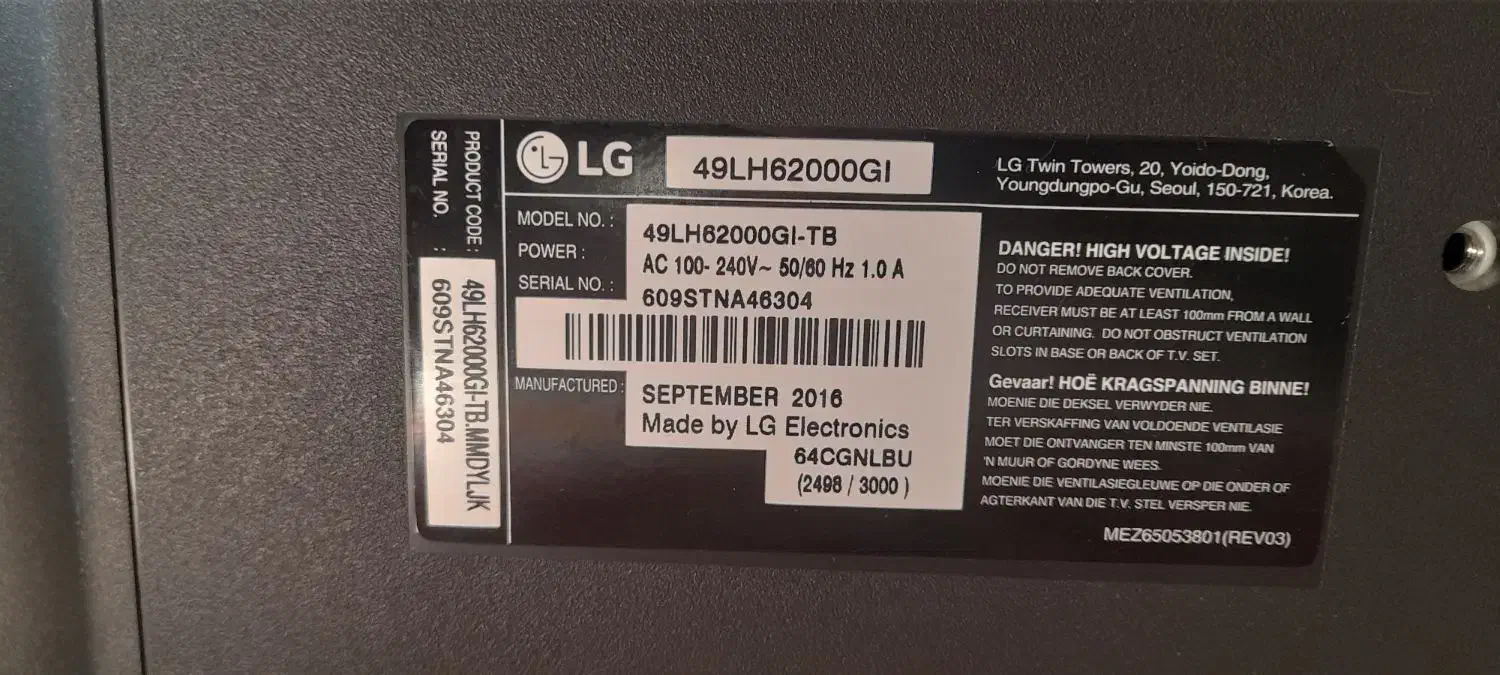 PRODUCT CODE : 49LH62000GI-TB.MMDYLJK
SERIAL NO. : 609STNA46304
LG 49LH62000GI
LG Twin Towers, 20, Yoido-Dong,
Youngdungpo-Gu, Seoul, 150-721, Korea.
MODEL NO. : 49LH62000GI-TB
POWER : AC 100- 240V~ 50/60 Hz 1.0 A
SERIAL NO. : 609STNA46304
MANUFACTURED : SEPTEMBER 2016
Made by LG Electronics
64CGNLBU
(2498 / 3000 )
DANGER! HIGH VOLTAGE INSIDE!
DO NOT REMOVE BACK COVER.
TO PROVIDE ADEQUATE VENTILATION,
RECEIVER MUST BE AT LEAST 100mm FROM A WALL
OR CURTAINING. DO NOT OBSTRUCT VENTILATION
SLOTS IN BASE OR BACK OF T.V. SET.
Gevaar! HOË KRAGSPANNING BINNE!
MOENIE DIE DEKSEL VERWYDER NIE.
TER VERSKAFFING VAN VOLDOENDE VENTILASIE
MOET DIE ONTVANGER TEN MINSTE 100mm VAN
'N MUUR OF GORDYNE WEES.
MOENIE DIE VENTILASIEGLEUWE OP DIE ONDER OF
AGTERKANT VAN DIE T.V. STEL VERSPER NIE.
MEZ65053801(REV03)